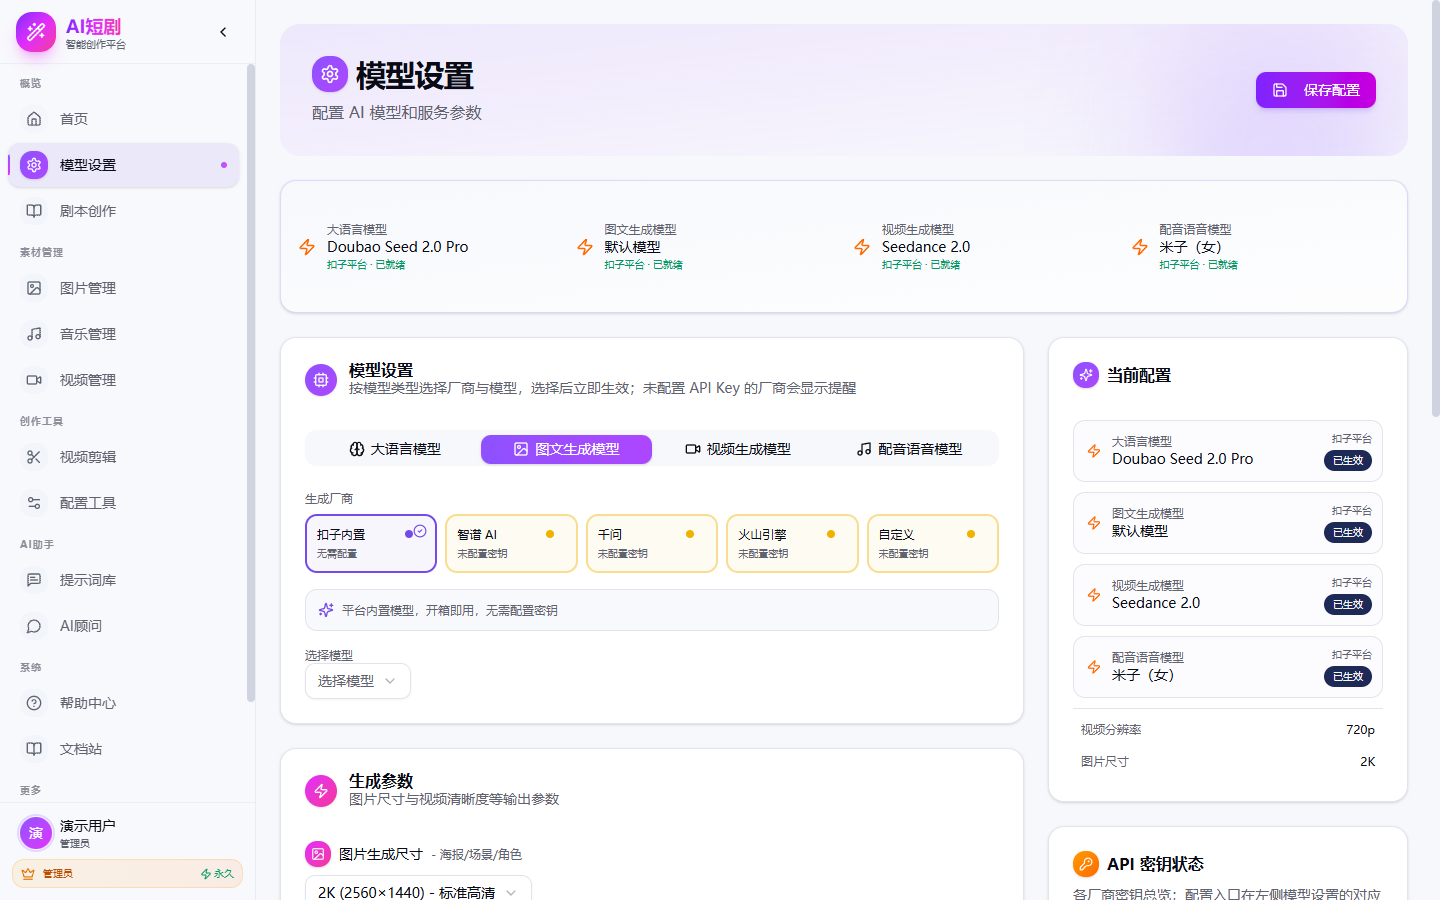 AI短剧
智能创作平台
概览
首页
模型设置
剧本创作
素材管理
图片管理
音乐管理
视频管理
创作工具
视频剪辑
配置工具
AI助手
提示词库
AI顾问
系统
帮助中心
文档站
更多
演
演示用户
管理员
管理员
永久
模型设置
配置 AI 模型和服务参数
保存配置
大语言模型
Doubao Seed 2.0 Pro
扣子平台 · 已就绪
图文生成模型
默认模型
扣子平台 · 已就绪
视频生成模型
Seedance 2.0
扣子平台 · 已就绪
配音语音模型
米子（女）
扣子平台 · 已就绪
模型设置
按模型类型选择厂商与模型，选择后立即生效；未配置 API Key 的厂商会显示提醒
大语言模型
图文生成模型
视频生成模型
配音语音模型
生成厂商
扣子内置
无需配置
智谱 AI
未配置密钥
千问
未配置密钥
火山引擎
未配置密钥
自定义
未配置密钥
平台内置模型，开箱即用，无需配置密钥
选择模型
选择模型
生成参数
图片尺寸与视频清晰度等输出参数
图片生成尺寸 - 海报/场景/角色
2K (2560×1440) - 标准高清
当前配置
大语言模型
Doubao Seed 2.0 Pro
扣子平台
已生效
图文生成模型
默认模型
扣子平台
已生效
视频生成模型
Seedance 2.0
扣子平台
已生效
配音语音模型
米子（女）
扣子平台
已生效
视频分辨率
720p
图片尺寸
2K
API 密钥状态
各厂商密钥总览；配置入口在左侧模型设置的对应